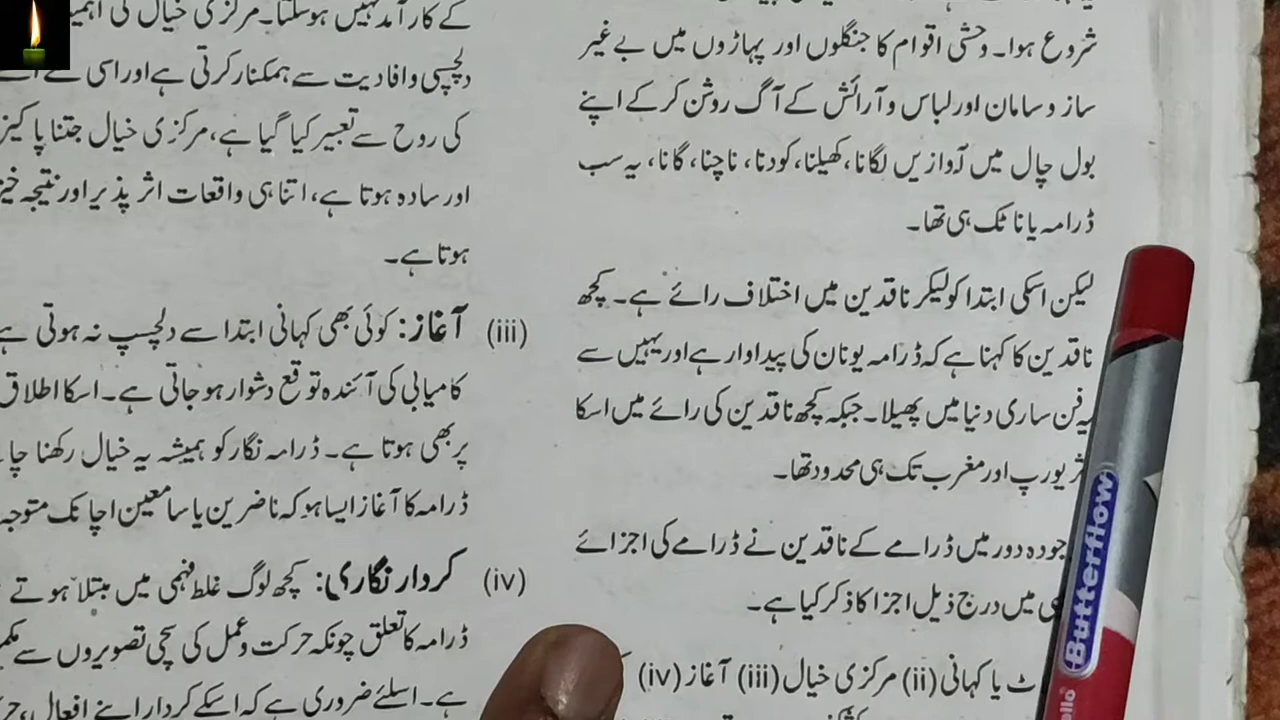 شروع ہوا۔ وحشی اقوام کا جنگلوں اور پہاڑوں میں بے غیر
ساز و سامان اور لباس و آرائش کے آگ روشن کر کے اپنے
بول چال میں آوازیں لگانا، کھیلنا، کودنا، ناچنا، گانا، یہ سب
ڈرامہ یا ناٹک ہی تھا۔
لیکن اسکی ابتدا کو لیکر ناقدین میں اختلاف رائے ہے۔ کچھ
ناقدین کا کہنا ہے کہ ڈرامہ یونان کی پیداوار ہے اور یہیں سے
یہ فن ساری دنیا میں پھیلا۔ جبکہ کچھ ناقدین کی رائے میں اسکا
یورپ اور مغرب تک ہی محدود تھا۔
دور میں ڈرامے کے ناقدین نے ڈرامے کی اجزائے
میں درج ذیل اجزا کا ذکر کیا ہے۔
یا کہانی (ii) مرکزی خیال (iii) آغاز (iv)
کے کار آمد نہیں ہوسکتا۔ مرکزی خیال کی
دلچسپی و افادیت سے ہمکنار کرتی ہے اور اسی
کی روح سے تعبیر کیا گیا ہے، مرکزی خیال جتنا
اور سادہ ہوتا ہے، اتنا ہی واقعات اثر پذیر اور نتیجہ خیز
ہوتا ہے۔
(iii) آغاز: کوئی بھی کہانی ابتدا سے دلچسپ نہ ہوتی ہے
کامیابی کی آئندہ توقع دشوار ہو جاتی ہے۔ اسکا اطلاق
پر بھی ہوتا ہے۔ ڈرامہ نگار کو ہمیشہ یہ خیال رکھنا
ڈرامہ کا آغاز ایسا ہو کہ ناضرین یا سامعین اچانک متوجہ
(iv) کردار نگاری: کچھ لوگ غلط فہمی میں مبتلا ہوتے
ڈرامہ کا تعلق چونکہ حرکت و عمل کی سچی تصویروں سے
ہے۔ اسلئے ضروری ہے کہ اسکے کردار اپنے افعال،
Butterflow